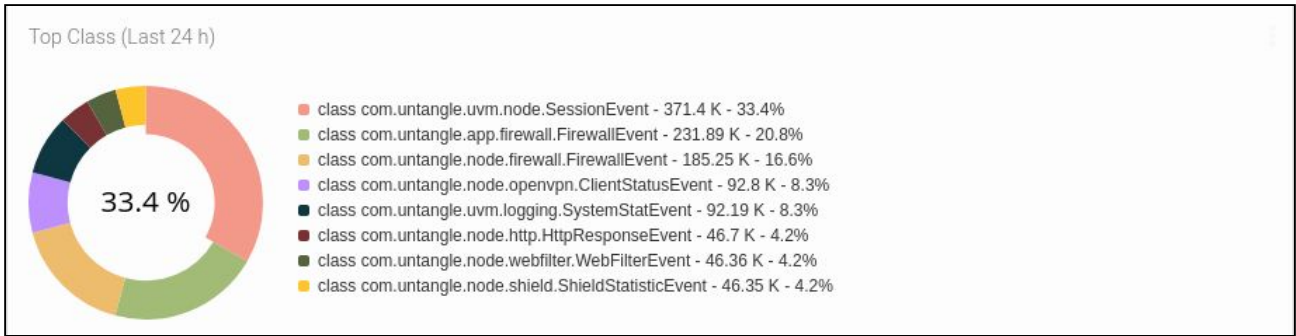 Top Class (Last 24 h)
33.4 %
class com.untangle.uvm.node.SessionEvent - 371.4 K - 33.4%
class com.untangle.app.firewall.FirewallEvent - 231.89 K - 20.8%
class com.untangle.node.firewall.FirewallEvent - 185.25 K - 16.6%
class com.untangle.node.openvpn.ClientStatusEvent - 92.8 K - 8.3%
class com.untangle.uvm.logging.SystemStatEvent - 92.19 K - 8.3%
class com.untangle.node.http.HttpResponseEvent - 46.7 K - 4.2%
class com.untangle.node.webfilter.WebFilterEvent - 46.36 K - 4.2%
class com.untangle.node.shield.ShieldStatisticEvent - 46.35 K - 4.2%